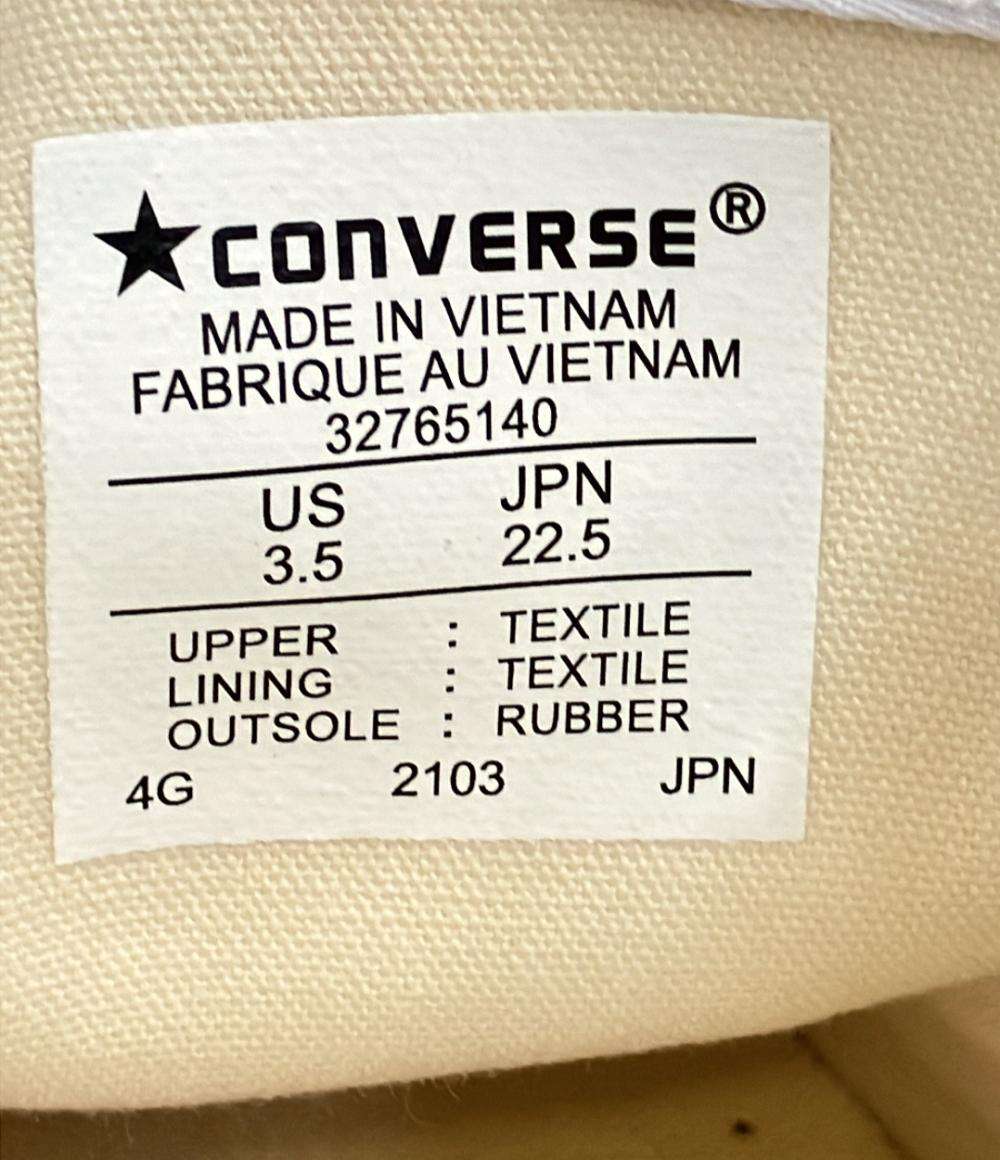 ★CONVERSE®
MADE IN VIETNAM
FABRIQUE AU VIETNAM
32765140
US JPN
3.5 22.5
UPPER : TEXTILE
LINING : TEXTILE
OUTSOLE : RUBBER
4G 2103 JPN